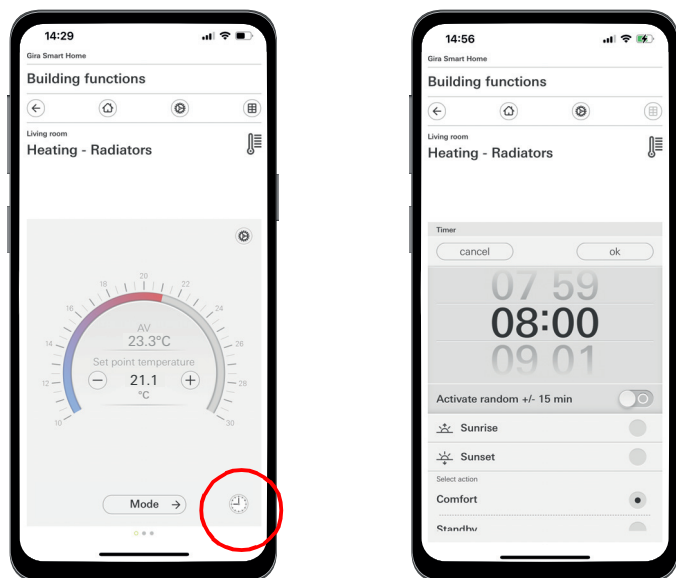 14:29
Gira Smart Home
Building functions
Living room
Heating - Radiators
20
18
22
16
24
AV
23.3°C
14
26
Set point temperature
12
21.1
28
°C
10
30
Mode
14:56
Gira Smart Home
Building functions
Living room
Heating - Radiators
Timer
cancel
ok
07 59
08:00
09 01
Activate random +/- 15 min
Sunrise
Sunset
Select action
Comfort
Standby